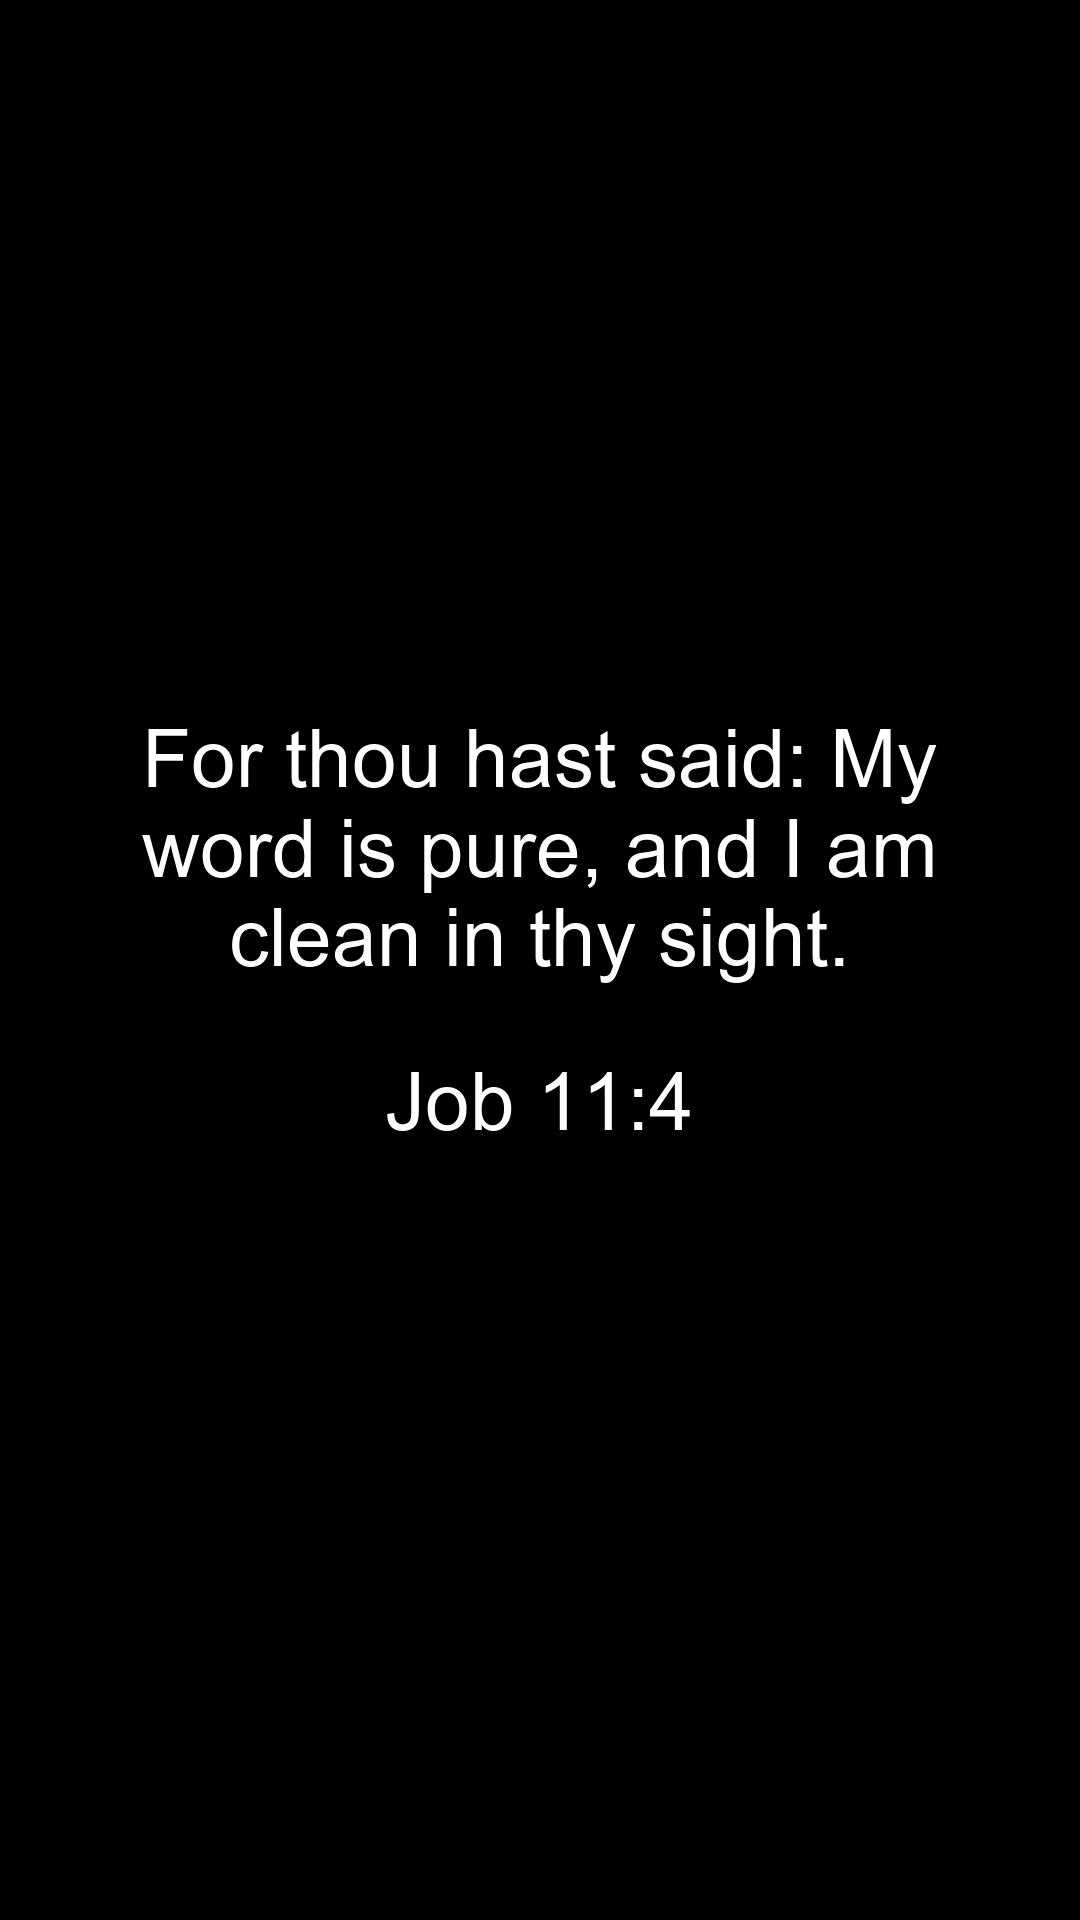 For thou hast said: My
word is pure, and I am
clean in thy sight.
Job 11:4